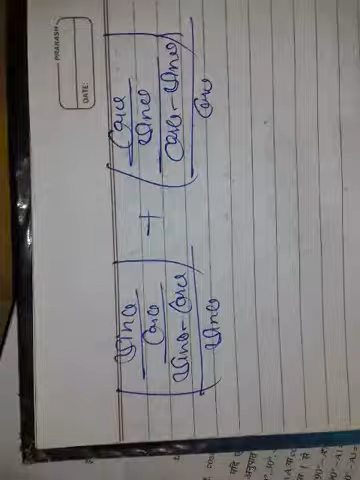 PRAKASH
DATE:
sinθ
cosθ
sinθ - cosθ
sinθ
+
cosθ
sinθ
cosθ - sinθ
cosθ